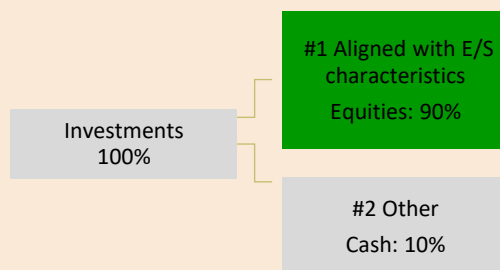 #1 Aligned with E/S
characteristics
Equities: 90%
Investments
100%
#2 Other
Cash: 10%